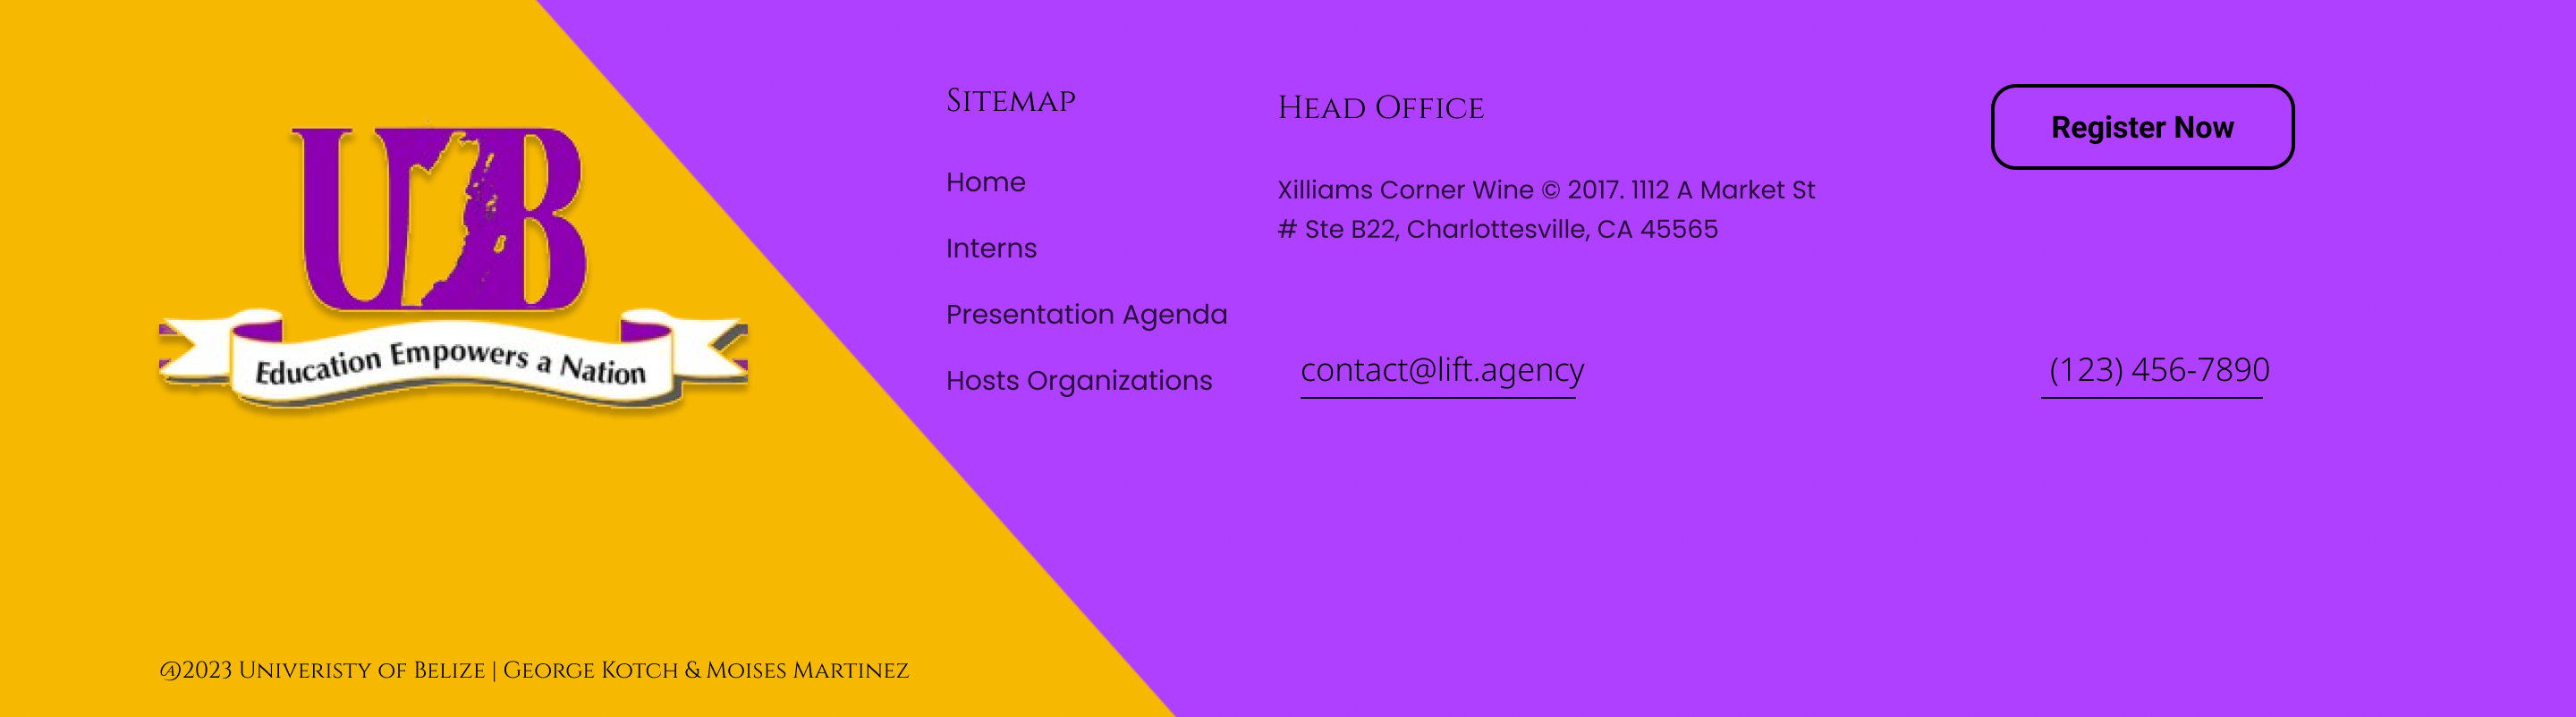 UB
Education Empowers a Nation
Sitemap
Home
Interns
Presentation Agenda
Hosts Organizations
Head Office
Xilliams Corner Wine © 2017. 1112 A Market St
# Ste B22, Charlottesville, CA 45565
contact@lift.agency
Register Now
(123) 456-7890
@2023 Univeristy of Belize | George Kotch & Moises Martinez